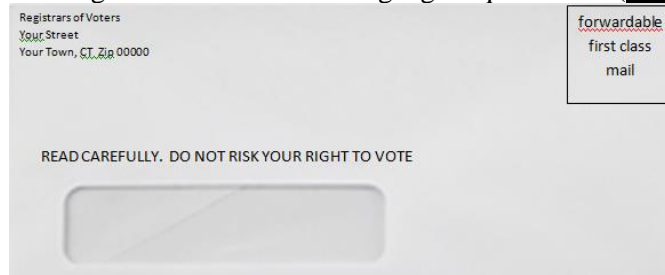 Registrars of Voters
Your Street
Your Town, CT. Zip 00000
forwardable
first class
mail
READ CAREFULLY. DO NOT RISK YOUR RIGHT TO VOTE